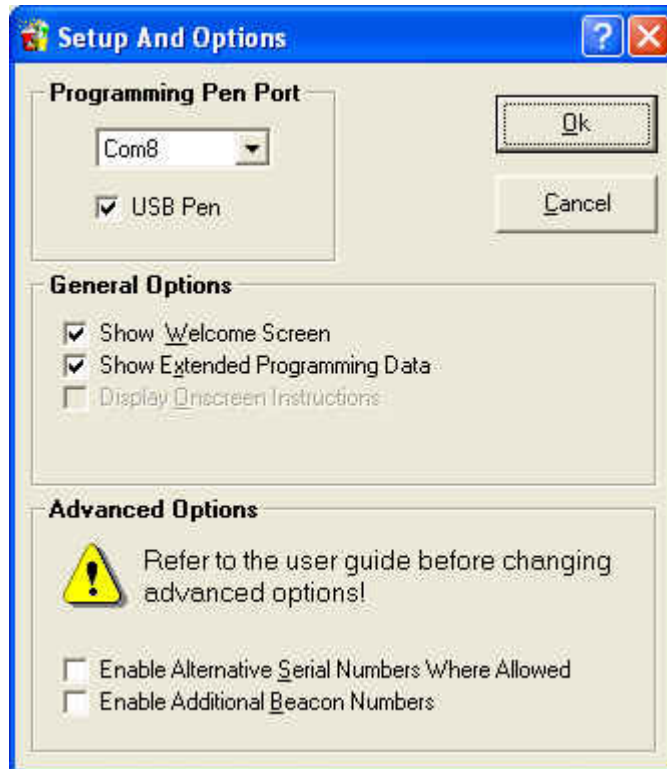 Setup And Options
Programming Pen Port
Com8
USB Pen
Ok
Cancel
General Options
Show Welcome Screen
Show Extended Programming Data
Display Onscreen Instructions
Advanced Options
Refer to the user guide before changing
advanced options!
Enable Alternative Serial Numbers Where Allowed
Enable Additional Beacon Numbers